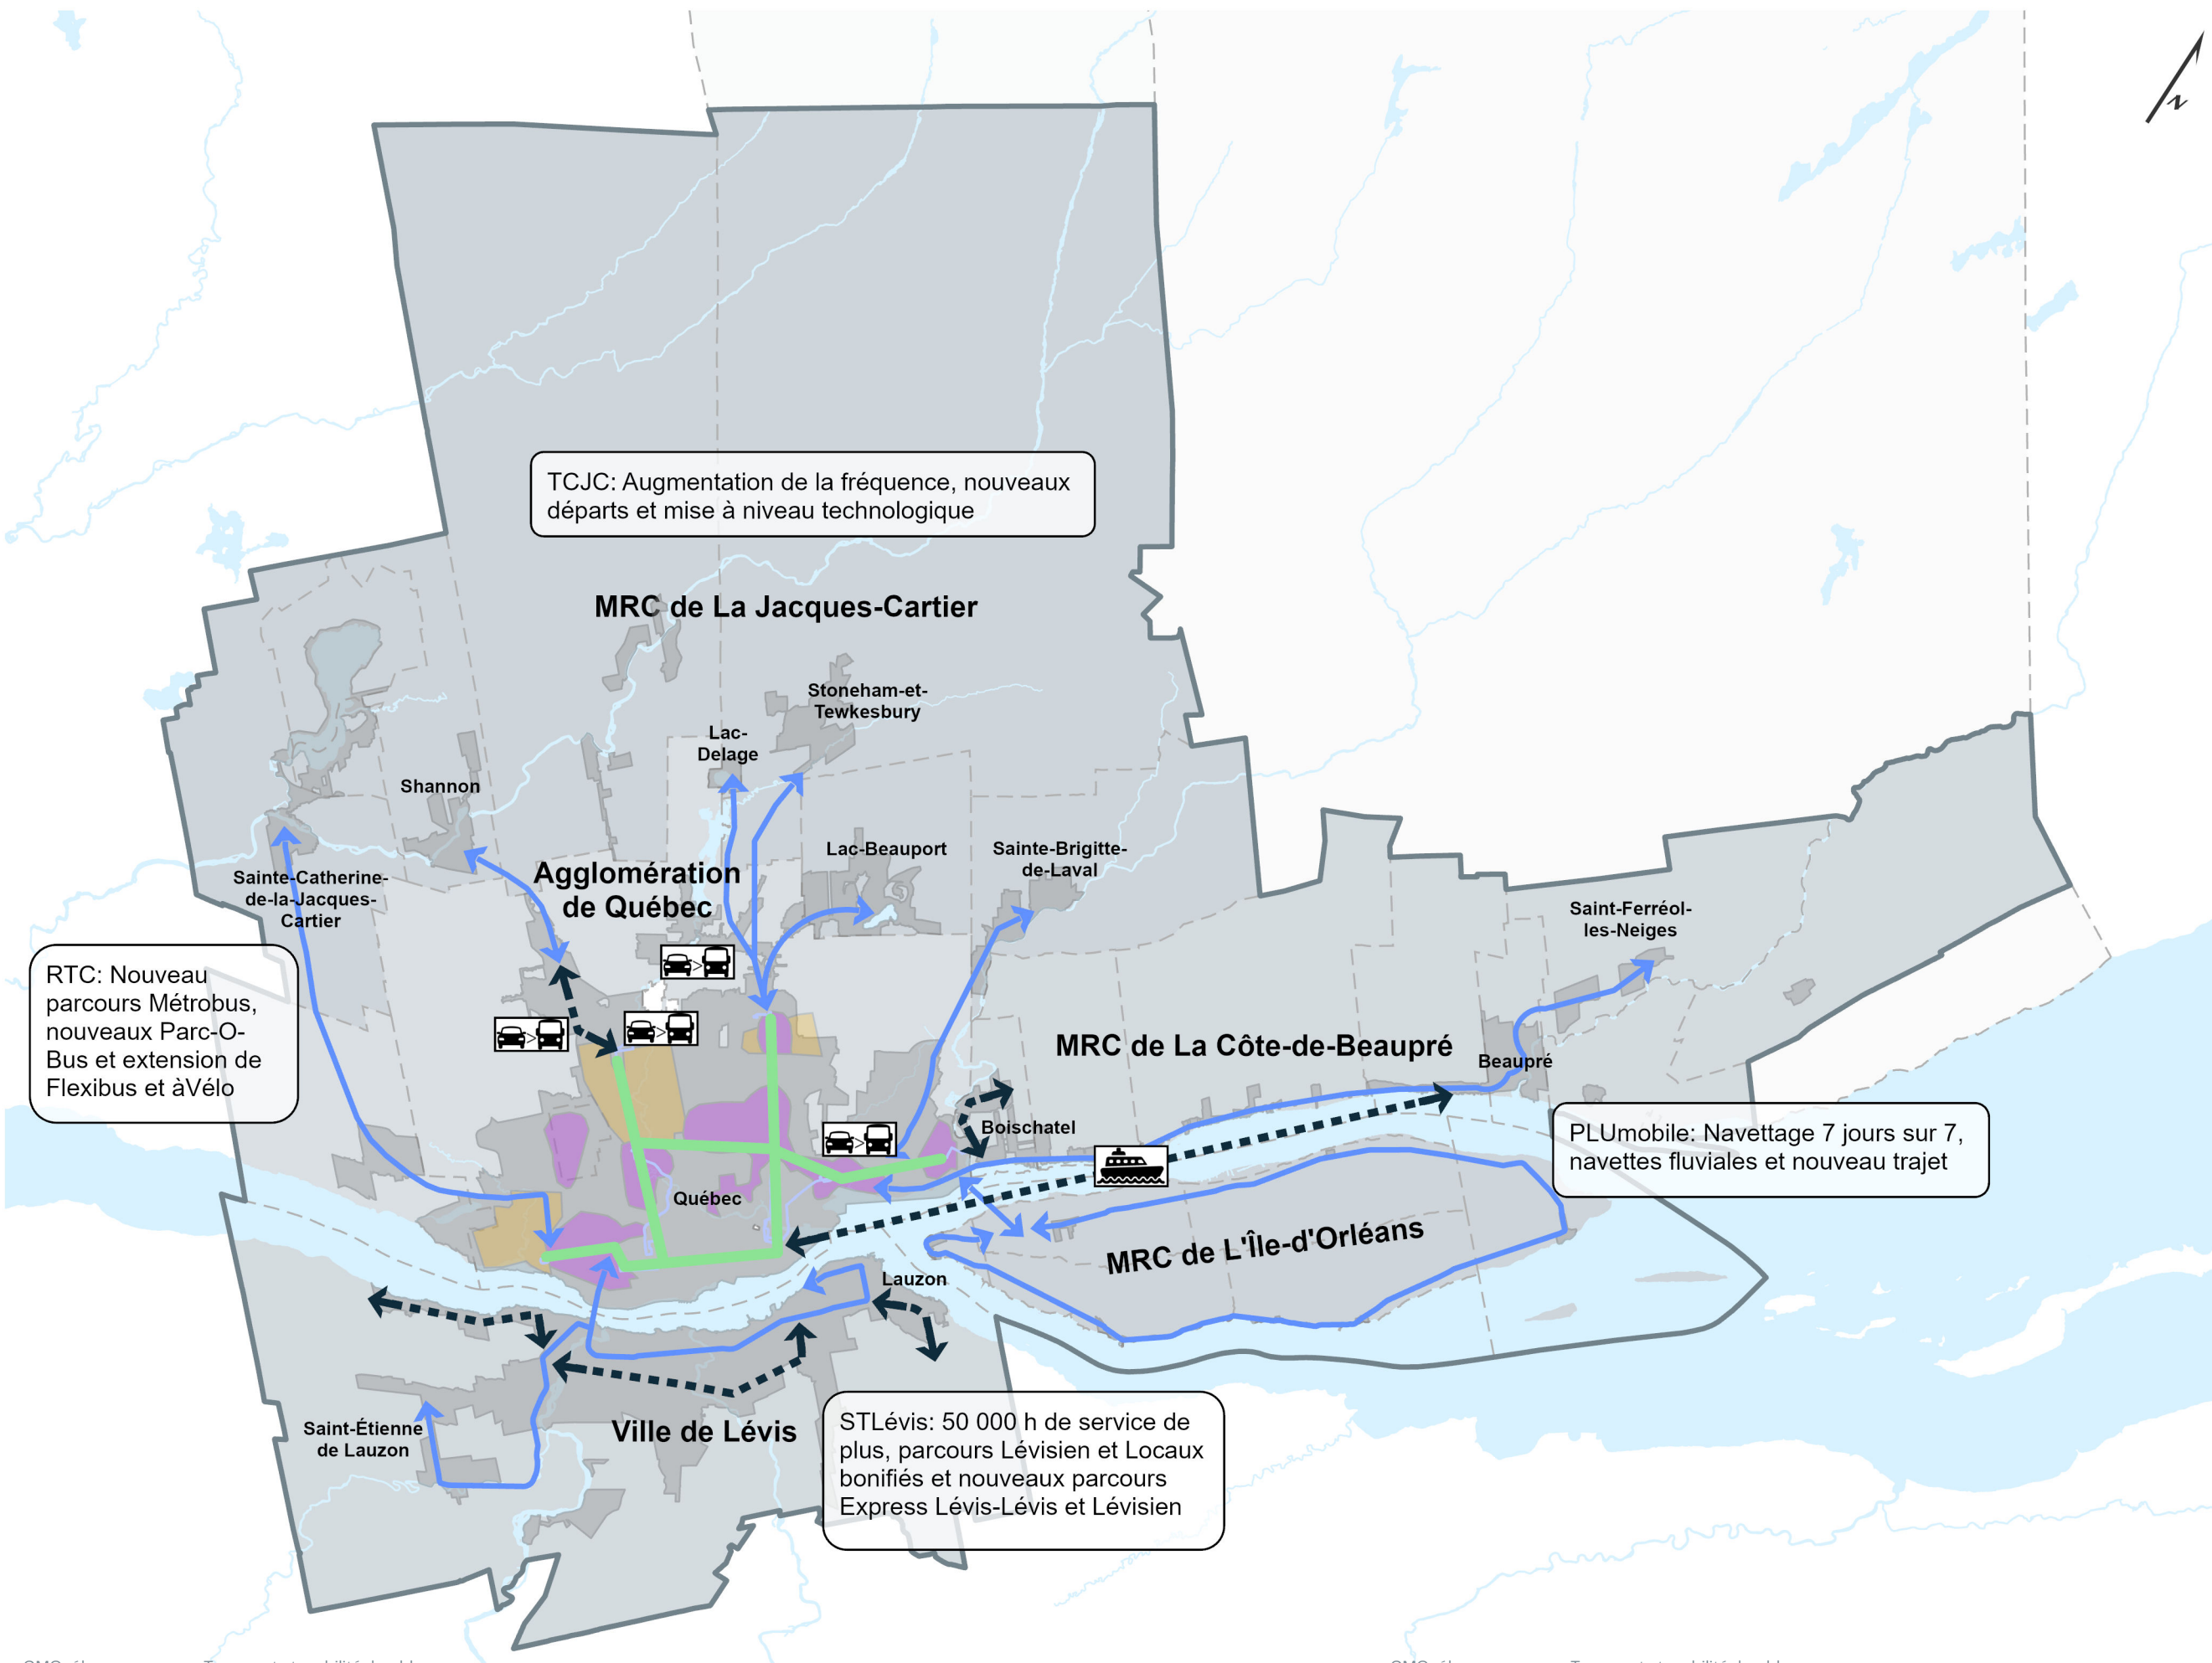 N
TCJC: Augmentation de la fréquence, nouveaux
départs et mise à niveau technologique
MRC de La Jacques-Cartier
Stoneham-et-
Tewkesbury
Lac-
Delage
Shannon
Lac-Beauport
Sainte-Brigitte-
de-Laval
Agglomération
de Québec
Sainte-Catherine-
de-la-Jacques-
Cartier
Saint-Ferréol-
les-Neiges
RTC: Nouveau
parcours Métrobus,
nouveaux Parc-O-
Bus et extension de
Flexibus et àVélo
>
>
>
MRC de La Côte-de-Beaupré
Beaupré
>
Boischatel
PLUmobile: Navettage 7 jours sur 7,
navettes fluviales et nouveau trajet
Québec
MRC de L'Île-d'Orléans
Lauzon
Saint-Étienne
de Lauzon
Ville de Lévis
STLévis: 50 000 h de service de
plus, parcours Lévisien et Locaux
bonifiés et nouveaux parcours
Express Lévis-Lévis et Lévisien